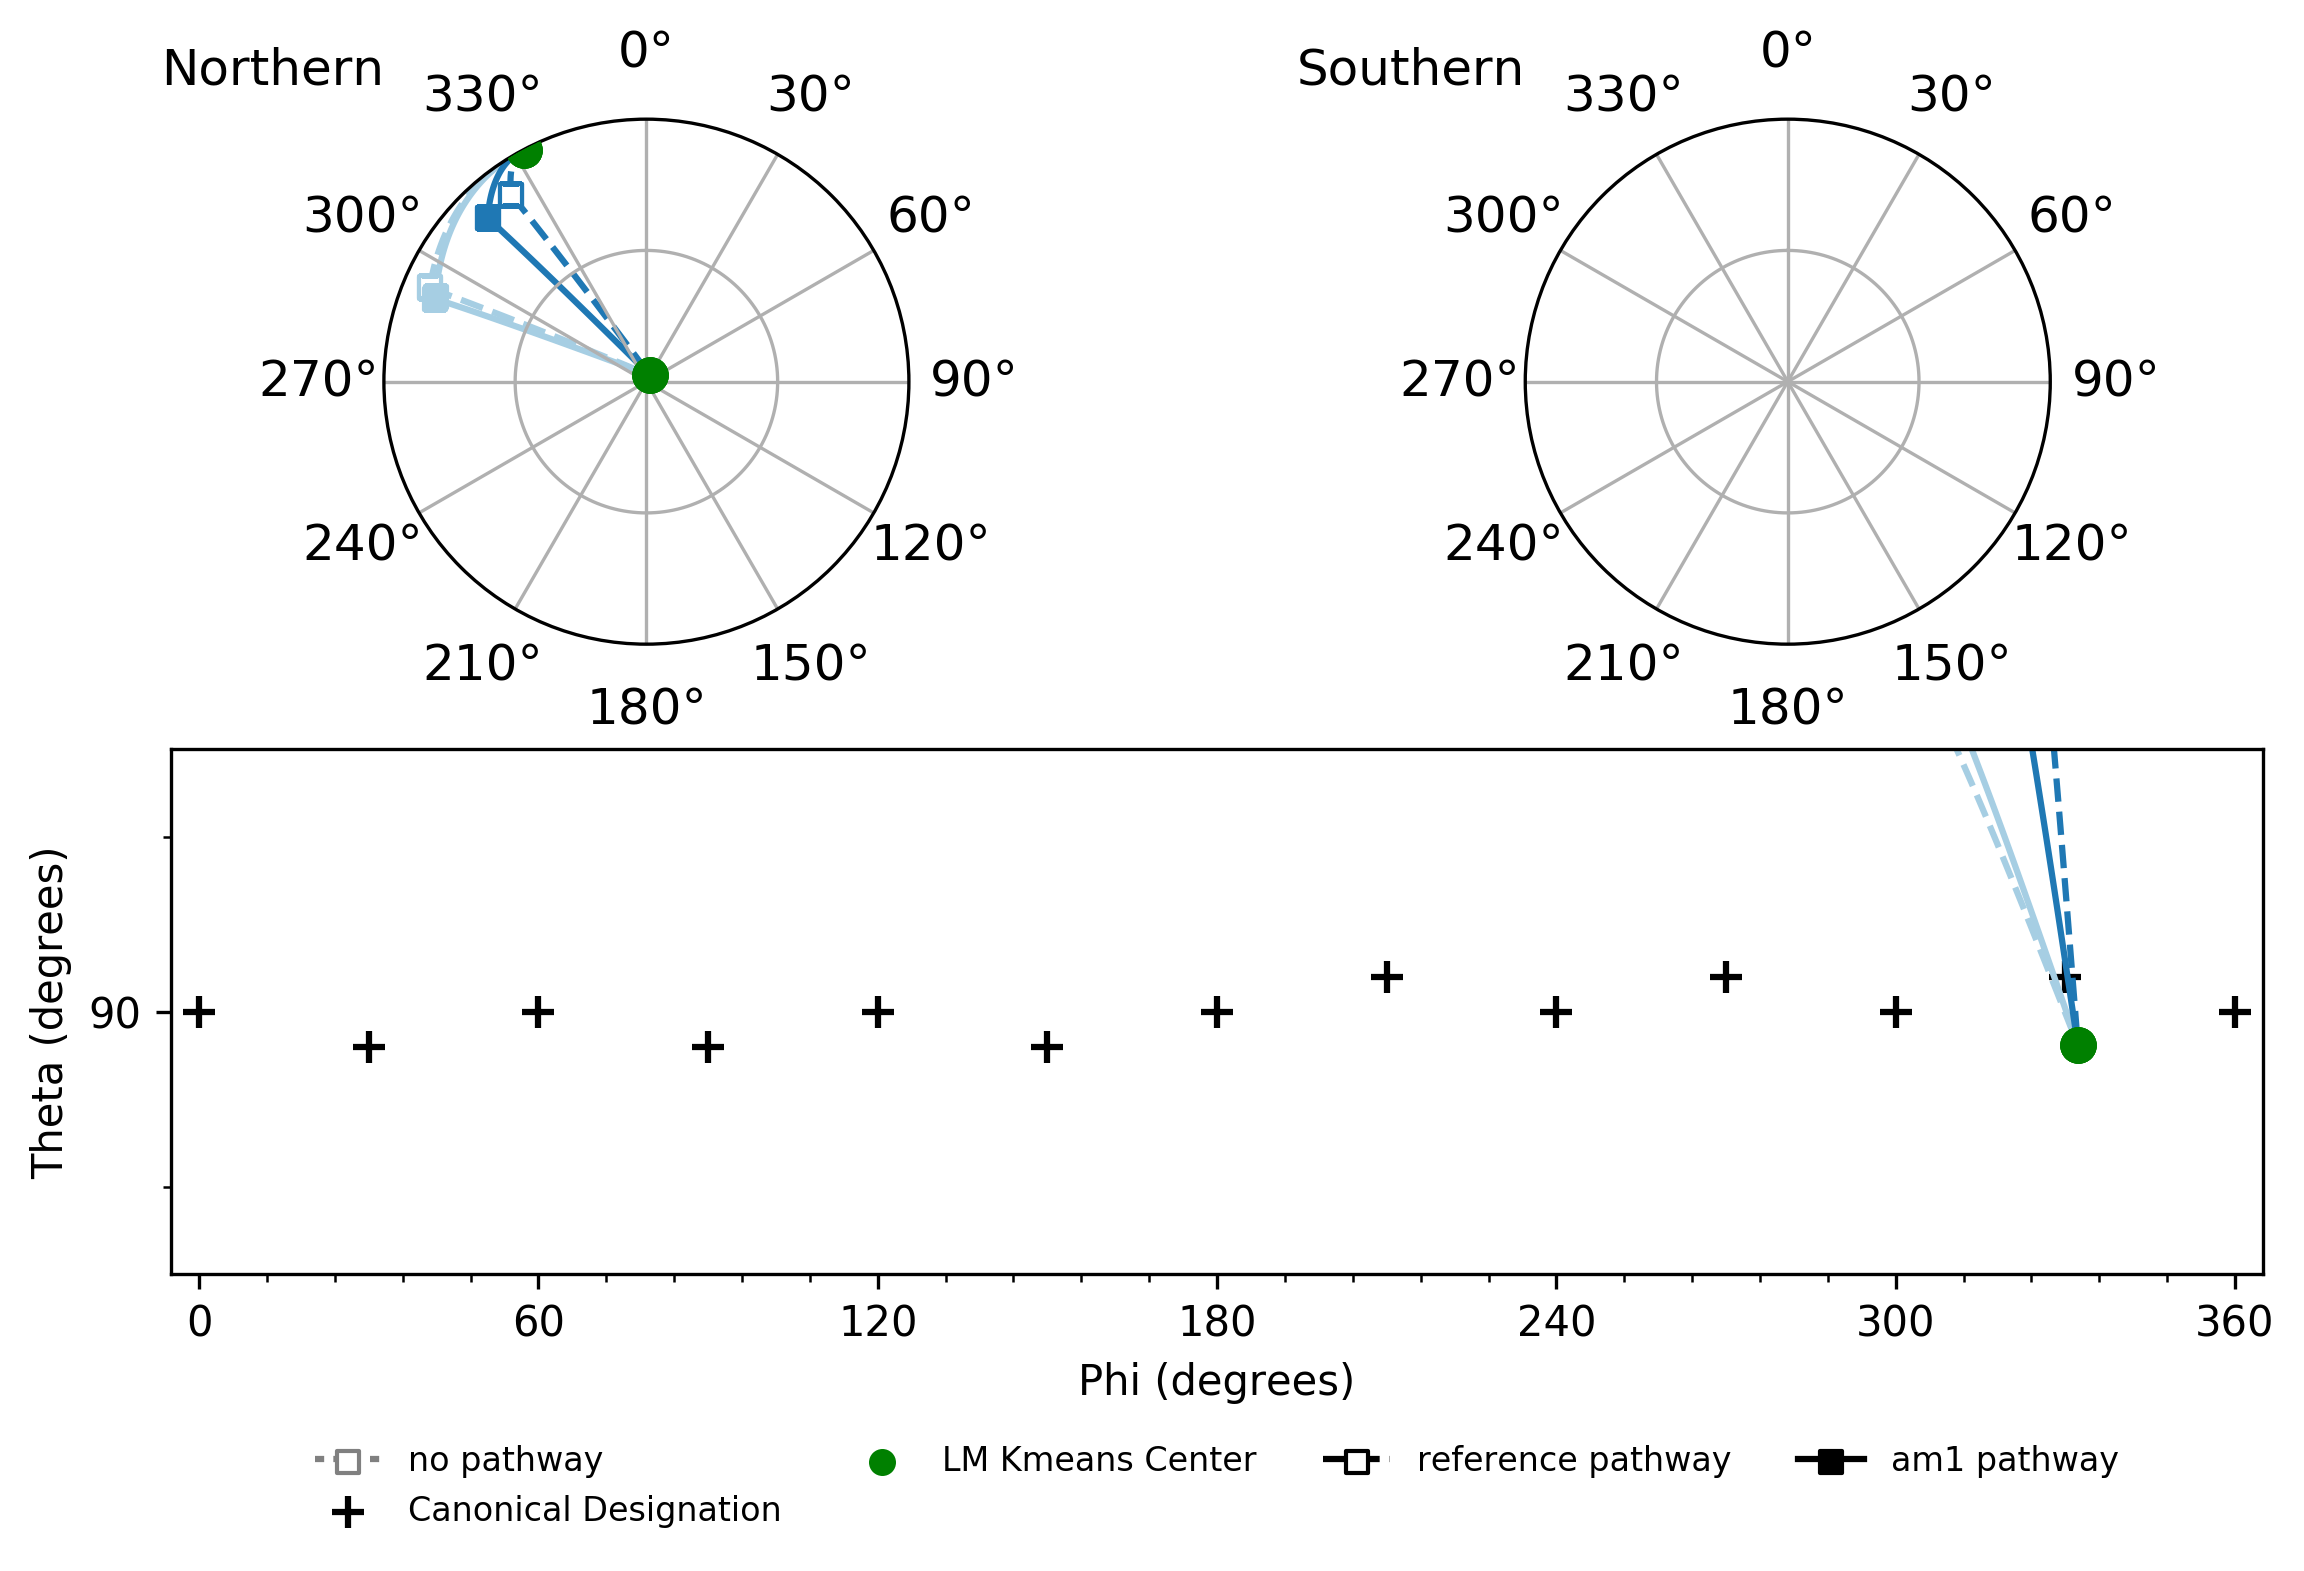 Northern
0°
330°
30°
300°
60°
270°
90°
240°
120°
210°
150°
180°
Southern
0°
330°
30°
300°
60°
270°
90°
240°
120°
210°
150°
180°
Theta (degrees)
90
0 60 120 180 240 300 360
Phi (degrees)
no pathway
Canonical Designation
LM Kmeans Center
reference pathway
am1 pathway